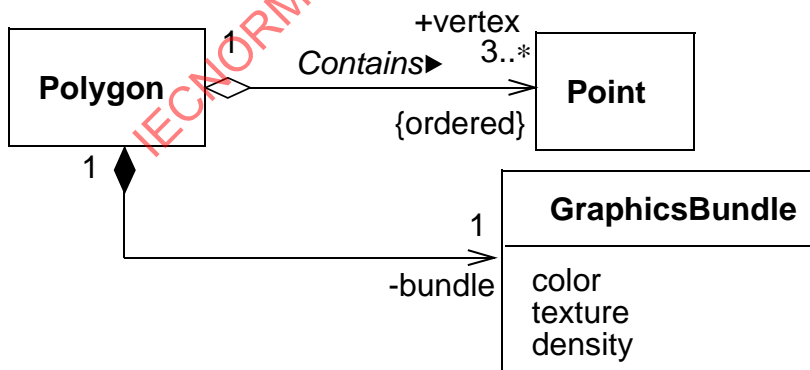 +vertex
1
3..*
Contains▶
Polygon
Point
{ordered}
1
GraphicsBundle
1
-bundle
color
texture
density
IECNORM